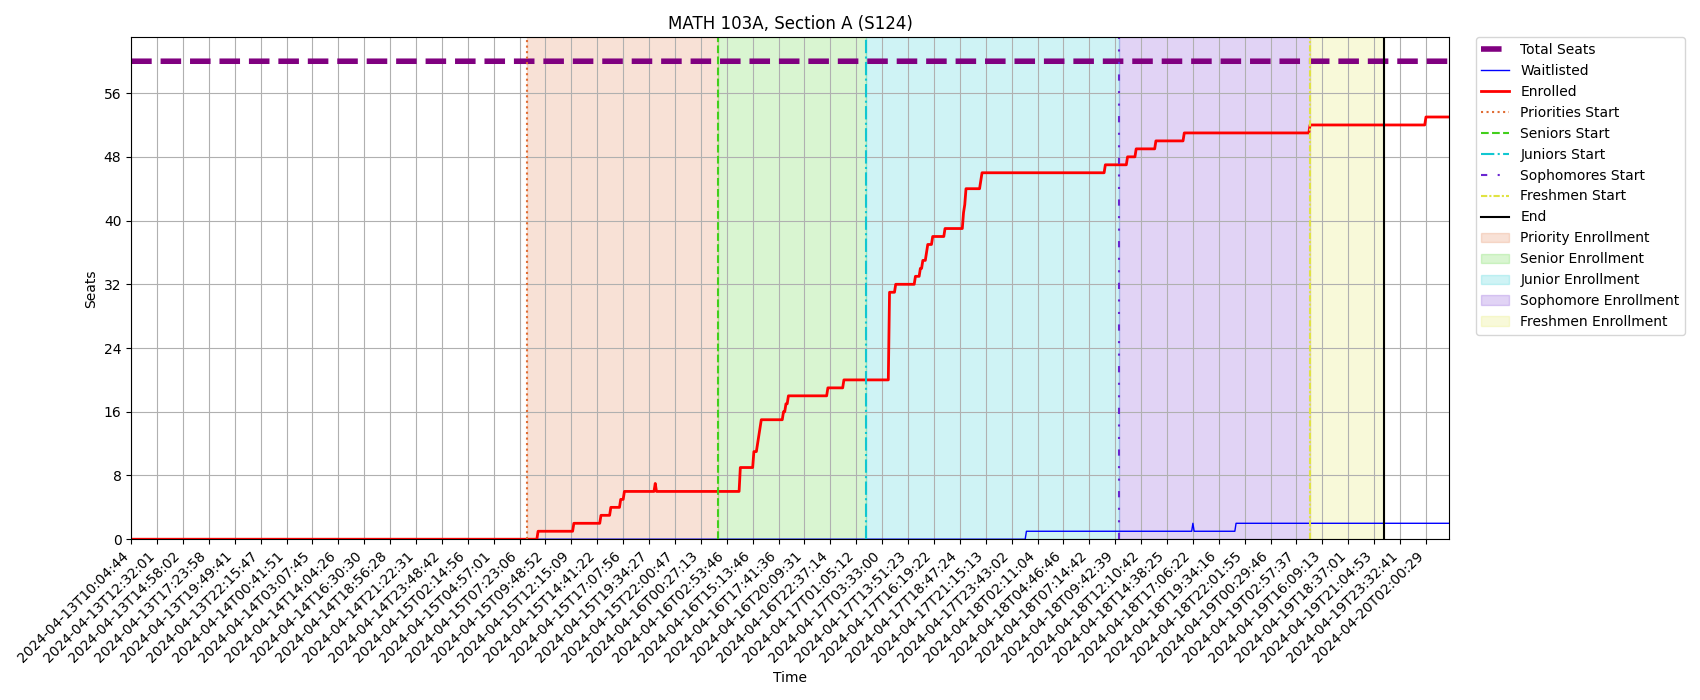 MATH 103A, Section A (S124)
Total Seats
Waitlisted
Enrolled
Priorities Start
Seniors Start
Juniors Start
Sophomores Start
Freshmen Start
End
Priority Enrollment
Senior Enrollment
Junior Enrollment
Sophomore Enrollment
Freshmen Enrollment
Seats
56
48
40
32
24
16
8
0
2024-04-13T10:04:44
2024-04-13T12:32:01
2024-04-13T14:58:02
2024-04-13T17:23:58
2024-04-13T19:49:41
2024-04-13T22:15:47
2024-04-14T00:41:51
2024-04-14T03:07:45
2024-04-14T14:04:26
2024-04-14T16:30:30
2024-04-14T18:56:28
2024-04-14T21:22:31
2024-04-14T23:48:42
2024-04-15T02:14:56
2024-04-15T04:57:01
2024-04-15T07:23:06
2024-04-15T09:48:52
2024-04-15T12:15:09
2024-04-15T14:41:22
2024-04-15T17:07:56
2024-04-15T19:34:27
2024-04-15T22:00:47
2024-04-16T00:27:13
2024-04-16T02:53:46
2024-04-16T15:13:46
2024-04-16T17:41:36
2024-04-16T20:09:31
2024-04-16T22:37:14
2024-04-17T01:05:12
2024-04-17T03:33:00
2024-04-17T13:51:23
2024-04-17T16:19:22
2024-04-17T18:47:24
2024-04-17T21:15:13
2024-04-17T23:43:02
2024-04-18T02:11:04
2024-04-18T04:46:46
2024-04-18T07:14:42
2024-04-18T09:42:39
2024-04-18T12:10:42
2024-04-18T14:38:25
2024-04-18T17:06:22
2024-04-18T19:34:16
2024-04-18T22:01:55
2024-04-19T00:29:46
2024-04-19T02:57:37
2024-04-19T16:09:13
2024-04-19T18:37:01
2024-04-19T21:04:53
2024-04-19T23:32:41
2024-04-20T02:00:29
Time